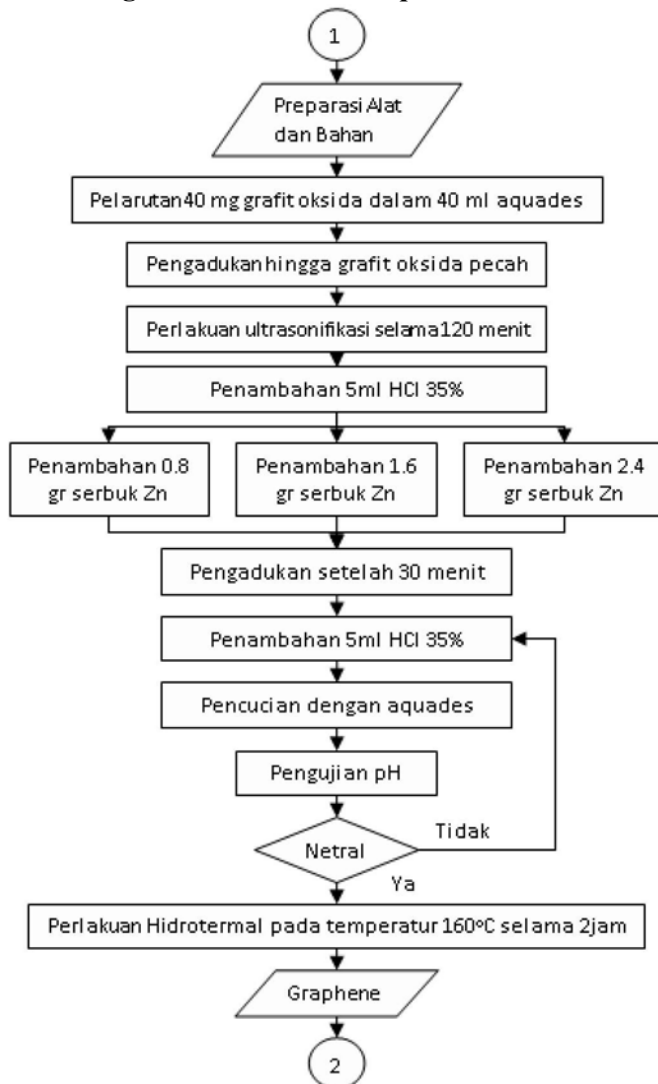 1
Preparasi Alat
dan Bahan
Pelarutan 40 mg grafit oksida dalam 40 ml aquades
Pengadukan hingga grafit oksida pecah
Perlakuan ultrasonifikasi selama 120 menit
Penambahan 5ml HCl 35%
Penambahan 0.8
gr serbuk Zn
Penambahan 1.6
gr serbuk Zn
Penambahan 2.4
gr serbuk Zn
Pengadukan setelah 30 menit
Penambahan 5ml HCl 35%
Pencucian dengan aquades
Pengujian pH
Netral
Tidak
Ya
Perlakuan Hidrotermal pada temperatur 160ºC selama 2jam
Graphene
2